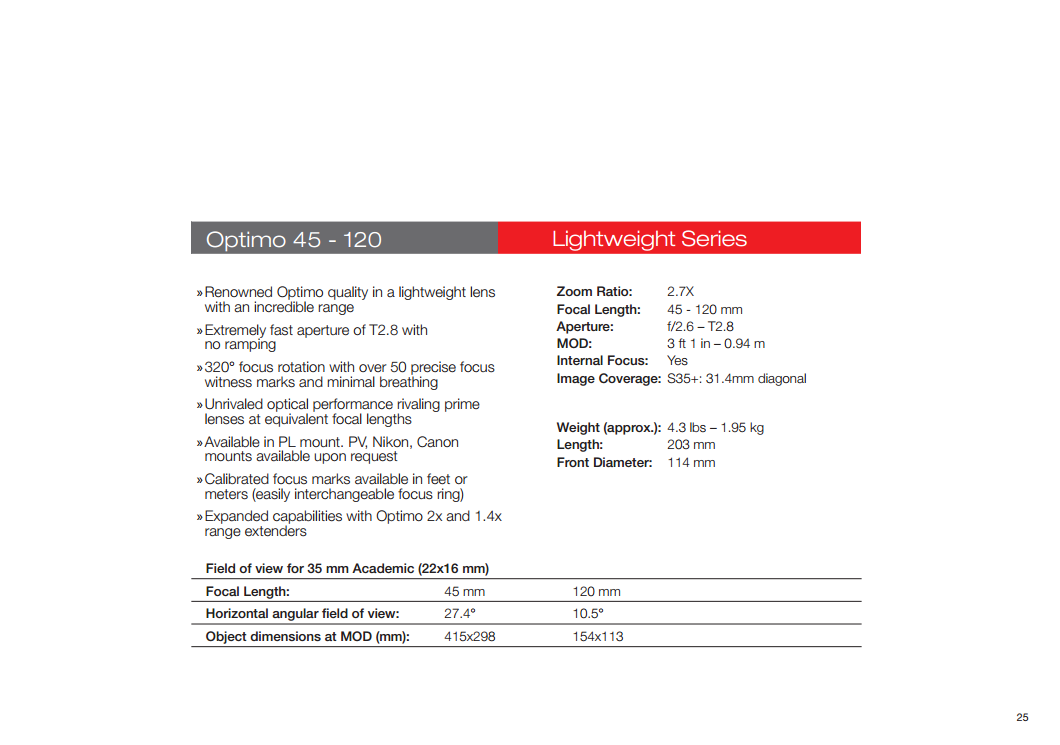 Optimo 45 - 120
Lightweight Series
»Renowned Optimo quality in a lightweight lens
with an incredible range
»Extremely fast aperture of T2.8 with
no ramping
»320° focus rotation with over 50 precise focus
witness marks and minimal breathing
»Unrivaled optical performance rivaling prime
lenses at equivalent focal lengths
»Available in PL mount. PV, Nikon, Canon
mounts available upon request
»Calibrated focus marks available in feet or
meters (easily interchangeable focus ring)
»Expanded capabilities with Optimo 2x and 1.4x
range extenders
Zoom Ratio: 2.7X
Focal Length: 45 - 120 mm
Aperture: f/2.6 – T2.8
MOD: 3 ft 1 in – 0.94 m
Internal Focus: Yes
Image Coverage: S35+: 31.4mm diagonal
Weight (approx.): 4.3 lbs – 1.95 kg
Length: 203 mm
Front Diameter: 114 mm
Field of view for 35 mm Academic (22x16 mm)
Focal Length: 45 mm 120 mm
Horizontal angular field of view: 27.4° 10.5°
Object dimensions at MOD (mm): 415x298 154x113
25